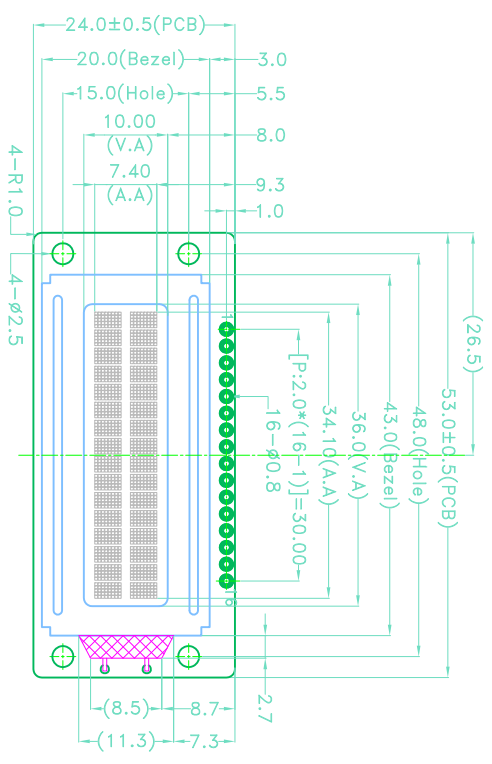 24.0±0.5(PCB)
20.0(Bezel)
3.0
15.0(Hole)
5.5
10.00
(V.A)
8.0
7.40
(A.A)
9.3
1.0
4-R1.0
4-ø2.5
1
16
(26.5)
[P:2.0*(16-1)]=30.00
16-ø0.8
34.10(A.A)
36.0(V.A)
43.0(Bezel)
48.0(Hole)
53.0±0.5(PCB)
(8.5)
8.7
2.7
(11.3)
7.3